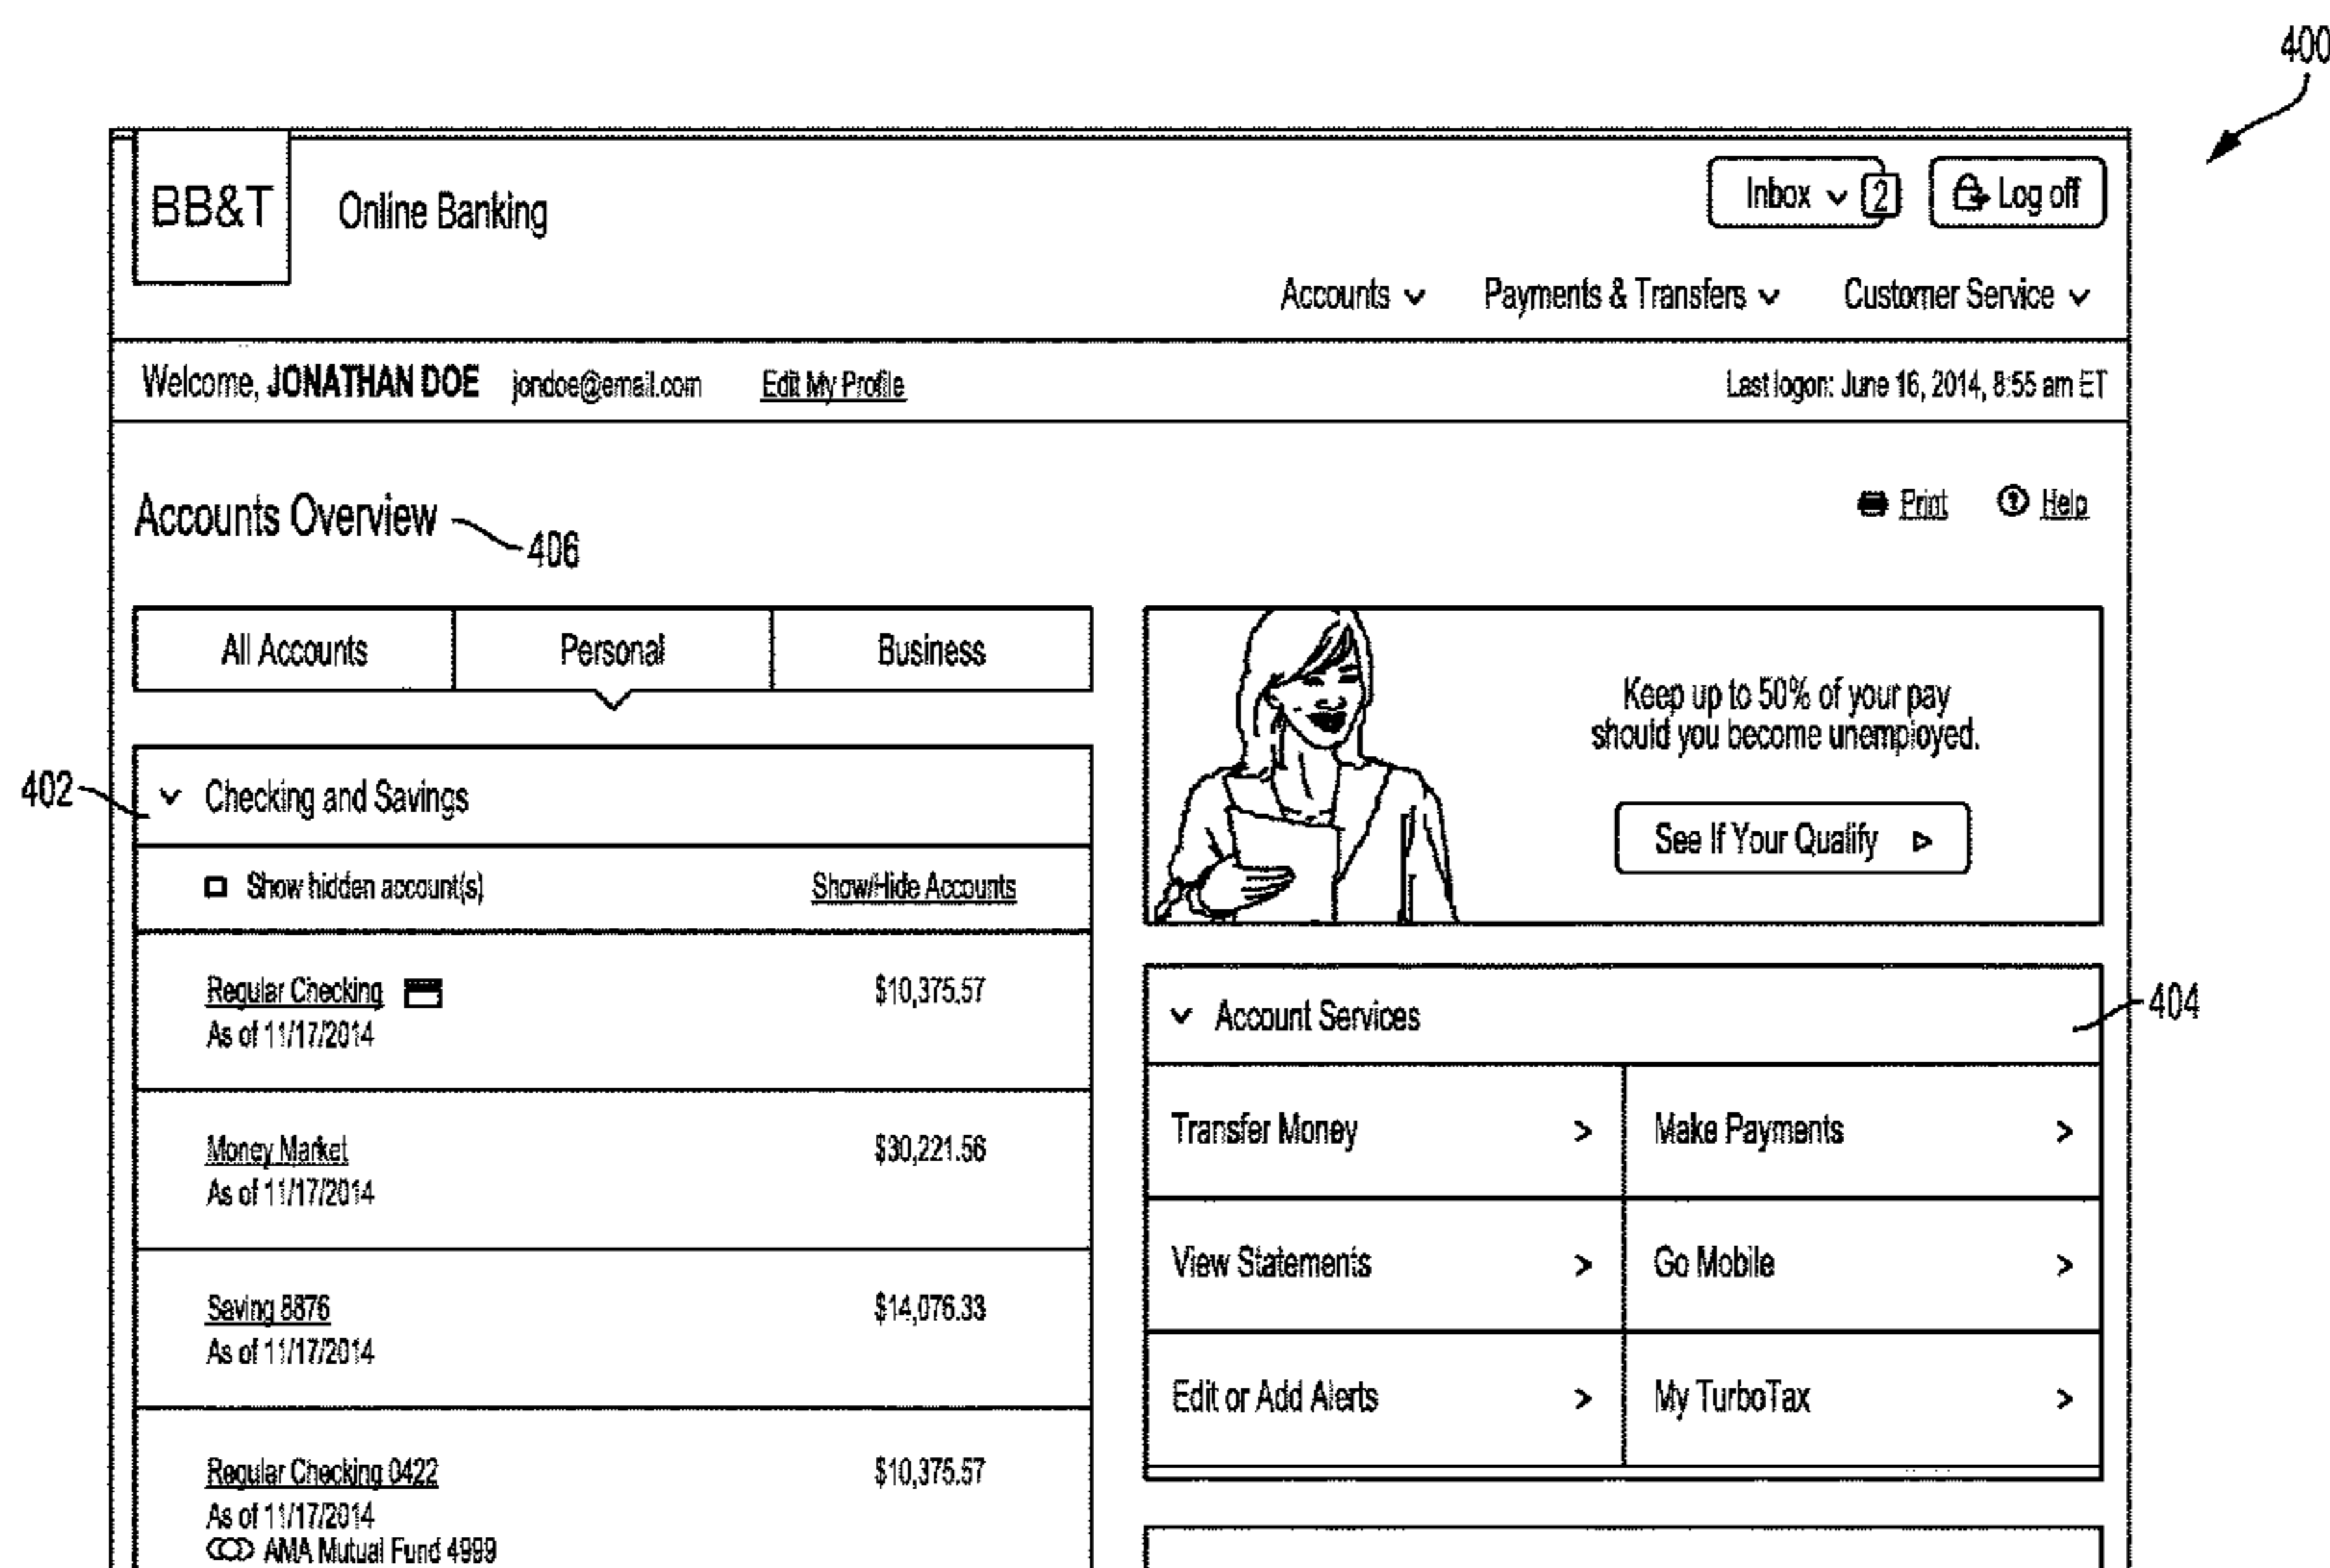 400
BB&T
Online Banking
Inbox 2
Log off
Accounts
Payments & Transfers
Customer Service
Welcome, JONATHAN DOE jondoe@email.com Edit My Profile
Last logon: June 16, 2014, 8:55 am ET
Accounts Overview
406
Print
Help
All Accounts
Personal
Business
402
Checking and Savings
Show hidden account(s)
Show/Hide Accounts
Regular Checking $10,375.57
As of 11/17/2014
Money Market $30,221.56
As of 11/17/2014
Saving 8876 $14,076.33
As of 11/17/2014
Regular Checking 0422 $10,375.57
As of 11/17/2014
AMA Mutual Fund 4999
Keep up to 50% of your pay
should you become unemployed.
See If Your Qualify
Account Services
404
Transfer Money
Make Payments
View Statements
Go Mobile
Edit or Add Alerts
My TurboTax